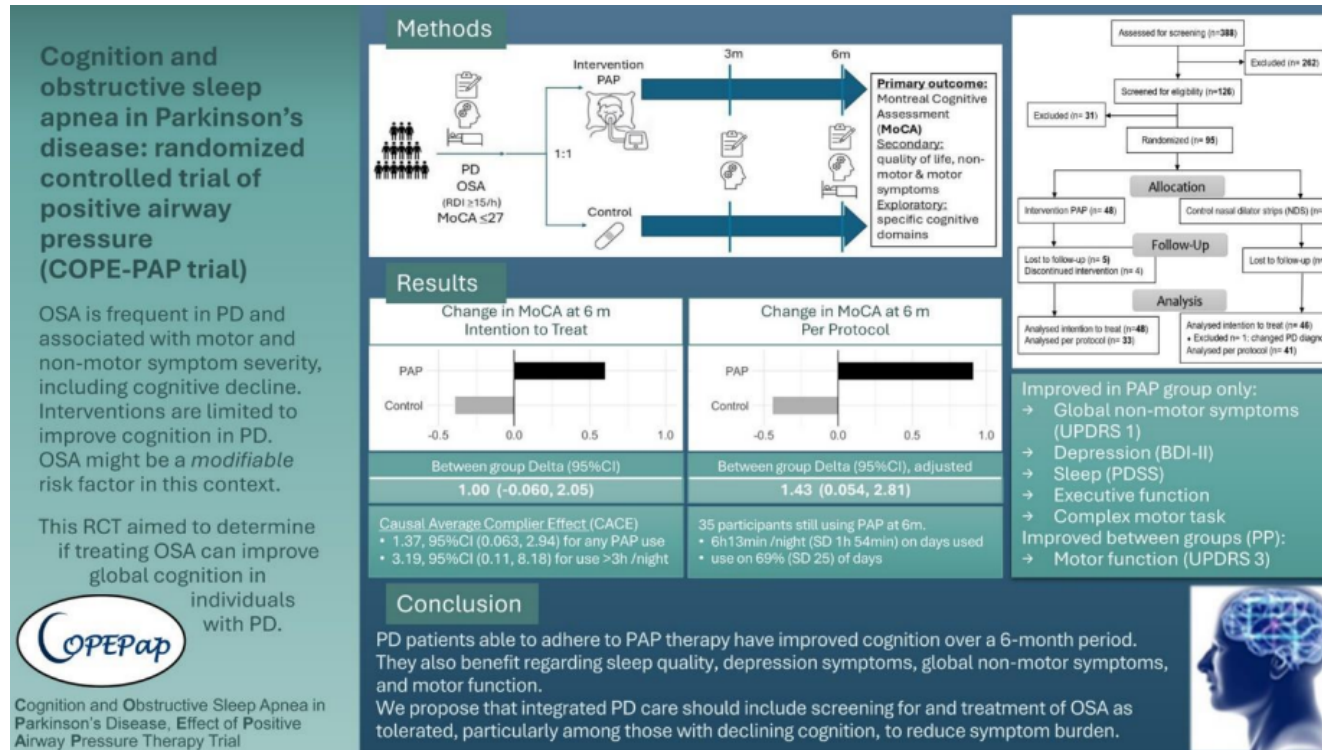 Cognition and
obstructive sleep
apnea in Parkinson's
disease: randomized
controlled trial of
positive airway
pressure
(COPE-PAP trial)
OSA is frequent in PD and
associated with motor and
non-motor symptom severity,
including cognitive decline.
Interventions are limited to
improve cognition in PD.
OSA might be a modifiable
risk factor in this context.
This RCT aimed to determine
if treating OSA can improve
global cognition in
individuals
with PD.
COPEPap
Cognition and Obstructive Sleep Apnea in
Parkinson's Disease, Effect of Positive
Airway Pressure Therapy Trial
Methods
PD
OSA
(RDI ≥15/h)
MoCA ≤27
1:1
Intervention
PAP
Control
3m
6m
Primary outcome:
Montreal Cognitive
Assessment
(MoCA)
Secondary:
quality of life, non-
motor & motor
symptoms
Exploratory:
specific cognitive
domains
Results
Change in MoCA at 6 m
Intention to Treat
PAP
Control
-0.5 0.0 0.5 1.0
Between group Delta (95%CI)
1.00 (-0.060, 2.05)
Causal Average Complier Effect (CACE)
• 1.37, 95%CI (0.063, 2.94) for any PAP use
• 3.19, 95%CI (0.11, 8.18) for use >3h /night
Change in MoCA at 6 m
Per Protocol
PAP
Control
-0.5 0.0 0.5 1.0
Between group Delta (95%CI), adjusted
1.43 (0.054, 2.81)
35 participants still using PAP at 6m.
• 6h13min /night (SD 1h 54min) on days used
• use on 69% (SD 25) of days
Assessed for screening (n=388)
Excluded (n= 262)
Screened for eligibility (n=126)
Excluded (n= 31)
Randomized (n= 95)
Allocation
Intervention PAP (n= 48)
Control nasal dilator strips (NDS) (n=
Follow-Up
Lost to follow-up (n= 5)
Discontinued intervention (n= 4)
Lost to follow-up (n=
Analysis
Analysed intention to treat (n=48)
Analysed per protocol (n= 33)
Analysed intention to treat (n= 46)
• Excluded n= 1; changed PD diagno
Analysed per protocol (n= 41)
Improved in PAP group only:
→ Global non-motor symptoms
(UPDRS 1)
→ Depression (BDI-II)
→ Sleep (PDSS)
→ Executive function
→ Complex motor task
Improved between groups (PP):
→ Motor function (UPDRS 3)
Conclusion
PD patients able to adhere to PAP therapy have improved cognition over a 6-month period.
They also benefit regarding sleep quality, depression symptoms, global non-motor symptoms,
and motor function.
We propose that integrated PD care should include screening for and treatment of OSA as
tolerated, particularly among those with declining cognition, to reduce symptom burden.